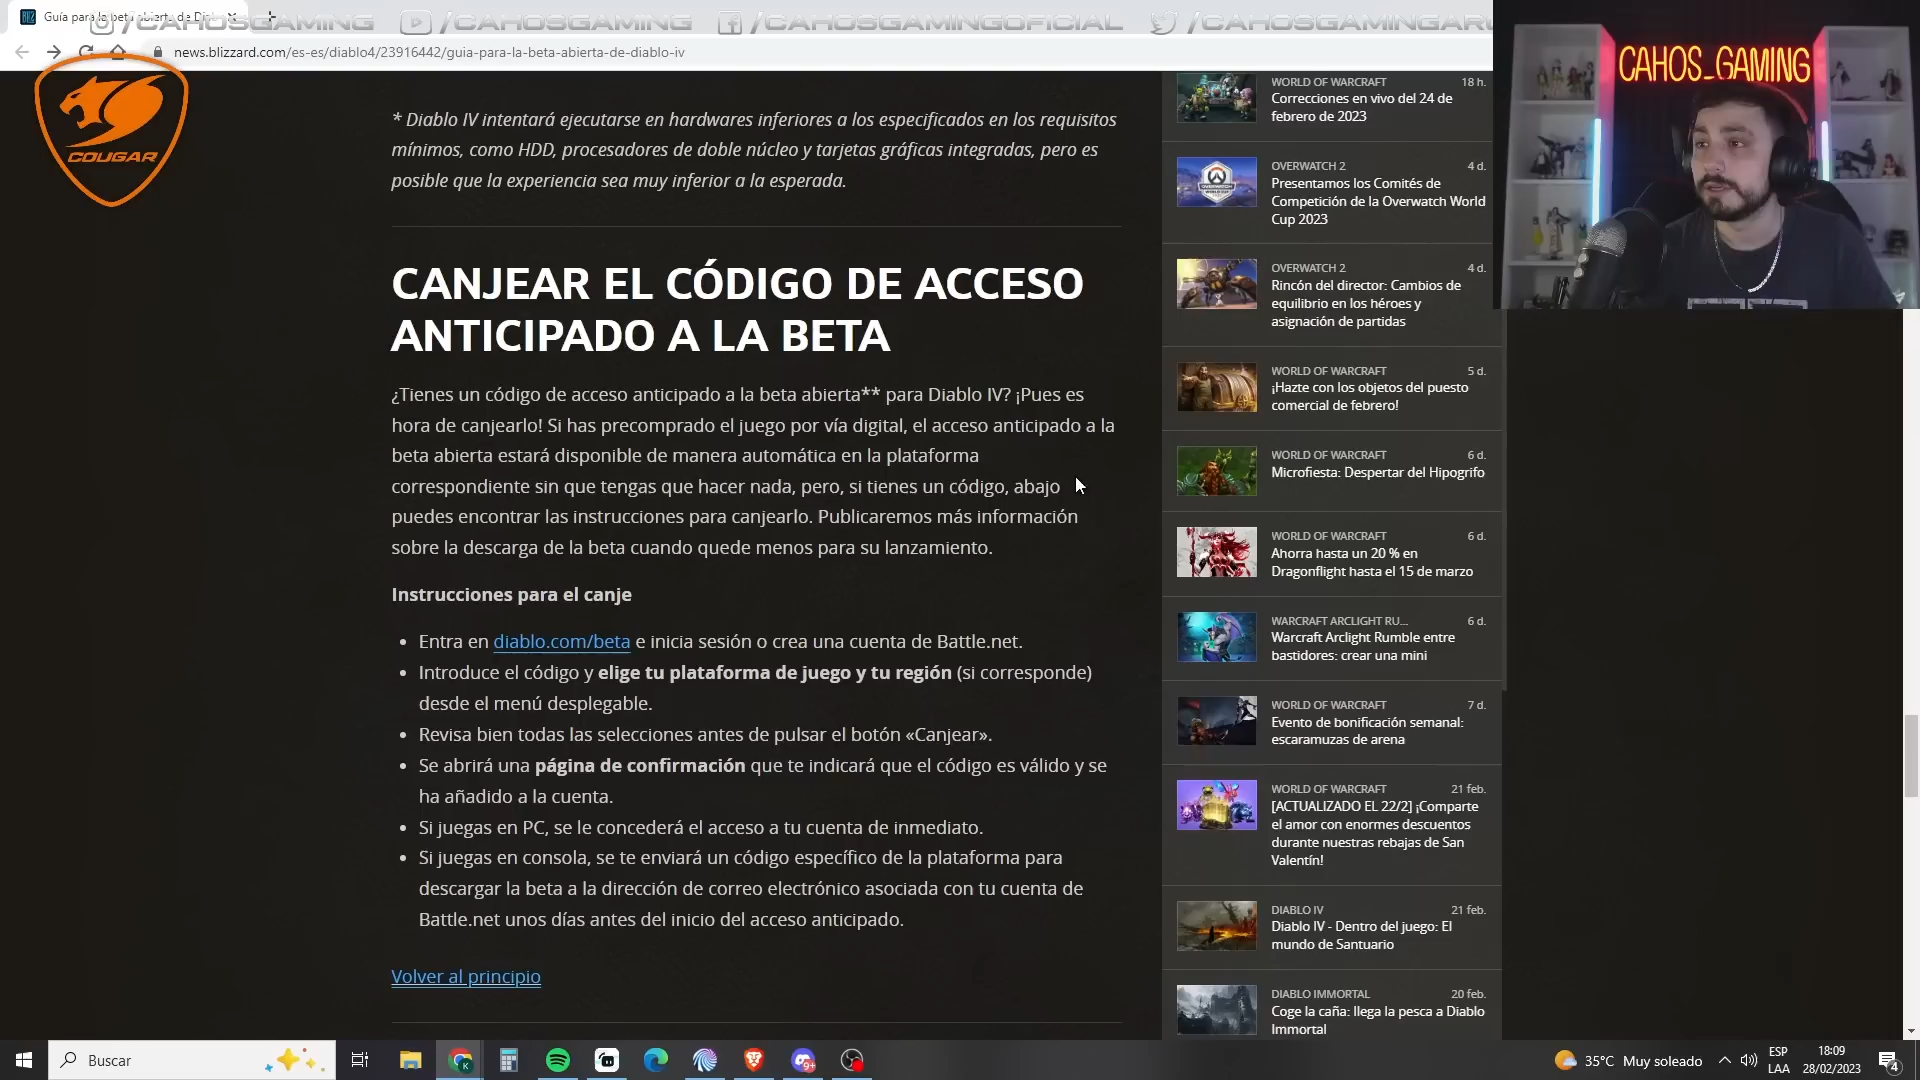 Guía para la beta abierta de Diab
/CAHOSGAMING
/CAHOSGAMING
/CAHOSGAMINGOFICIAL
/CAHOSGAMINGARG
news.blizzard.com/es-es/diablo4/23916442/guia-para-la-beta-abierta-de-diablo-iv
COUGAR
CAHOS_GAMING
* Diablo IV intentará ejecutarse en hardwares inferiores a los especificados en los requisitos
mínimos, como HDD, procesadores de doble núcleo y tarjetas gráficas integradas, pero es
posible que la experiencia sea muy inferior a la esperada.
CANJEAR EL CÓDIGO DE ACCESO
ANTICIPADO A LA BETA
¿Tienes un código de acceso anticipado a la beta abierta** para Diablo IV? ¡Pues es
hora de canjearlo! Si has precomprado el juego por vía digital, el acceso anticipado a la
beta abierta estará disponible de manera automática en la plataforma
correspondiente sin que tengas que hacer nada, pero, si tienes un código, abajo
puedes encontrar las instrucciones para canjearlo. Publicaremos más información
sobre la descarga de la beta cuando quede menos para su lanzamiento.
Instrucciones para el canje
• Entra en diablo.com/beta e inicia sesión o crea una cuenta de Battle.net.
• Introduce el código y elige tu plataforma de juego y tu región (si corresponde)
desde el menú desplegable.
• Revisa bien todas las selecciones antes de pulsar el botón «Canjear».
• Se abrirá una página de confirmación que te indicará que el código es válido y se
ha añadido a la cuenta.
• Si juegas en PC, se le concederá el acceso a tu cuenta de inmediato.
• Si juegas en consola, se te enviará un código específico de la plataforma para
descargar la beta a la dirección de correo electrónico asociada con tu cuenta de
Battle.net unos días antes del inicio del acceso anticipado.
Volver al principio
WORLD OF WARCRAFT 18 h.
Correcciones en vivo del 24 de
febrero de 2023
OVERWATCH 2 4 d.
Presentamos los Comités de
Competición de la Overwatch World
Cup 2023
OVERWATCH 2 4 d.
Rincón del director: Cambios de
equilibrio en los héroes y
asignación de partidas
WORLD OF WARCRAFT 5 d.
¡Hazte con los objetos del puesto
comercial de febrero!
WORLD OF WARCRAFT 6 d.
Microfiesta: Despertar del Hipogrifo
WORLD OF WARCRAFT 6 d.
Ahorra hasta un 20 % en
Dragonflight hasta el 15 de marzo
WARCRAFT ARCLIGHT RU... 6 d.
Warcraft Arclight Rumble entre
bastidores: crear una mini
WORLD OF WARCRAFT 7 d.
Evento de bonificación semanal:
escaramuzas de arena
WORLD OF WARCRAFT 21 feb.
[ACTUALIZADO EL 22/2] ¡Comparte
el amor con enormes descuentos
durante nuestras rebajas de San
Valentín!
DIABLO IV 21 feb.
Diablo IV - Dentro del juego: El
mundo de Santuario
DIABLO IMMORTAL 20 feb.
Coge la caña: llega la pesca a Diablo
Immortal
Buscar
35°C Muy soleado
ESP
LAA
18:09
28/02/2023
4